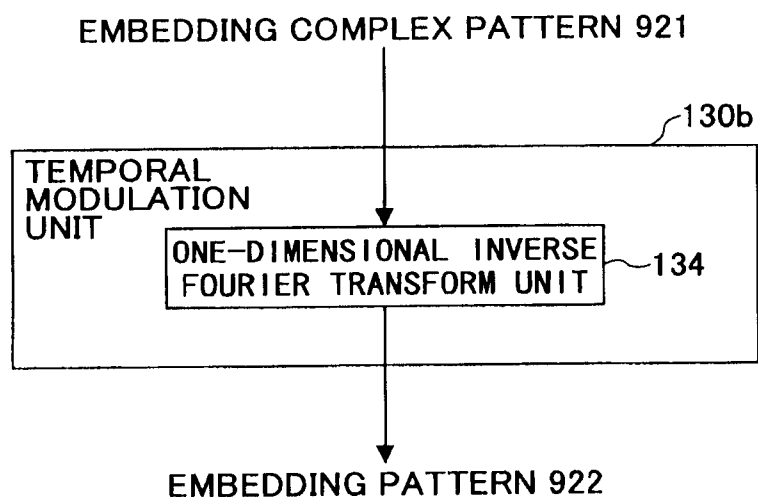 EMBEDDING COMPLEX PATTERN 921
130b
TEMPORAL
MODULATION
UNIT
ONE-DIMENSIONAL INVERSE
FOURIER TRANSFORM UNIT
134
EMBEDDING PATTERN 922